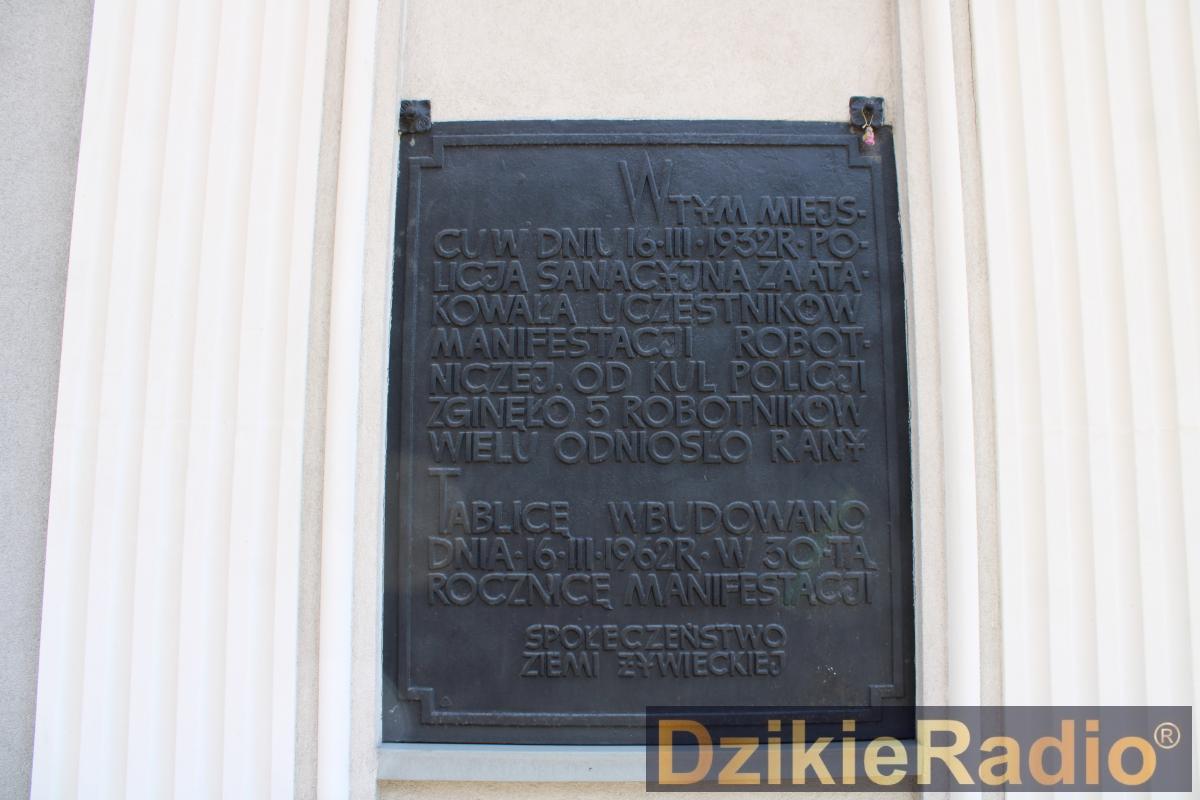 W TYM MIEJS-
CU W DNIU 16·III·1932R·PO-
LICJA SANACYJNA ZAATA-
KOWAŁA UCZESTNIKÓW
MANIFESTACJI ROBOT-
NICZEJ. OD KUL POLICJI
ZGINĘŁO 5 ROBOTNIKÓW
WIELU ODNIOSŁO RANY
TABLICĘ WBUDOWANO
DNIA·16·III·1962R·W 30-TĄ
ROCZNICĘ MANIFESTACJI
SPOŁECZEŃSTWO
ZIEMI ŻYWIECKIEJ
DzikieRadio®